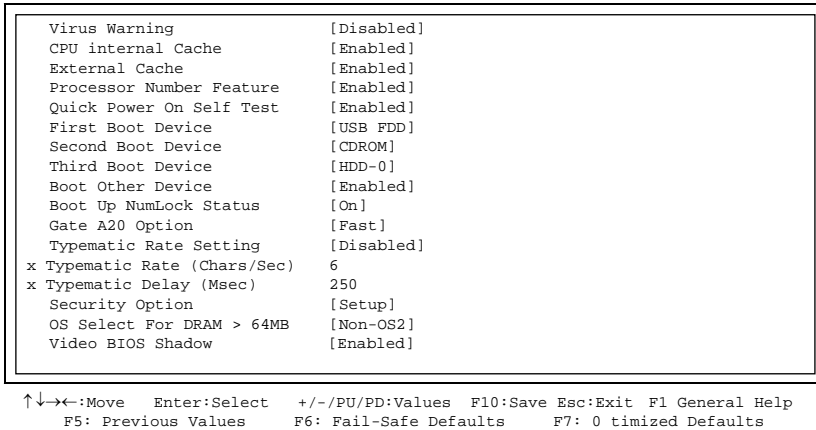 Virus Warning [Disabled]
CPU internal Cache [Enabled]
External Cache [Enabled]
Processor Number Feature [Enabled]
Quick Power On Self Test [Enabled]
First Boot Device [USB FDD]
Second Boot Device [CDROM]
Third Boot Device [HDD-0]
Boot Other Device [Enabled]
Boot Up NumLock Status [On]
Gate A20 Option [Fast]
Typematic Rate Setting [Disabled]
x Typematic Rate (Chars/Sec) 6
x Typematic Delay (Msec) 250
Security Option [Setup]
OS Select For DRAM > 64MB [Non-OS2]
Video BIOS Shadow [Enabled]
↑↓→←:Move Enter:Select +/-/PU/PD:Values F10:Save Esc:Exit F1 General Help
F5: Previous Values F6: Fail-Safe Defaults F7: 0 timized Defaults